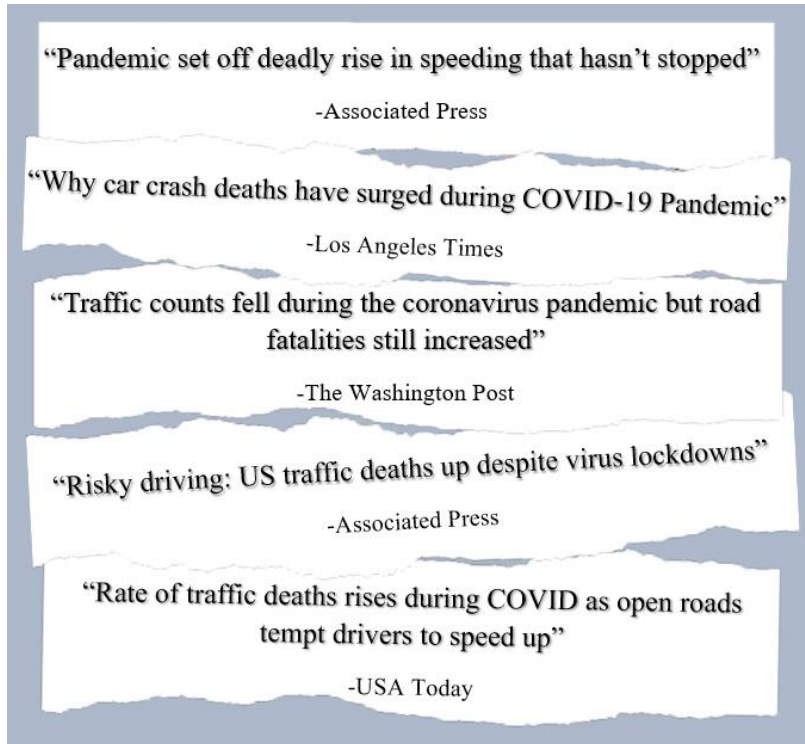 “Pandemic set off deadly rise in speeding that hasn’t stopped”
-Associated Press
“Why car crash deaths have surged during COVID-19 Pandemic”
-Los Angeles Times
“Traffic counts fell during the coronavirus pandemic but road
fatalities still increased”
-The Washington Post
“Risky driving: US traffic deaths up despite virus lockdowns”
-Associated Press
“Rate of traffic deaths rises during COVID as open roads
tempt drivers to speed up”
-USA Today